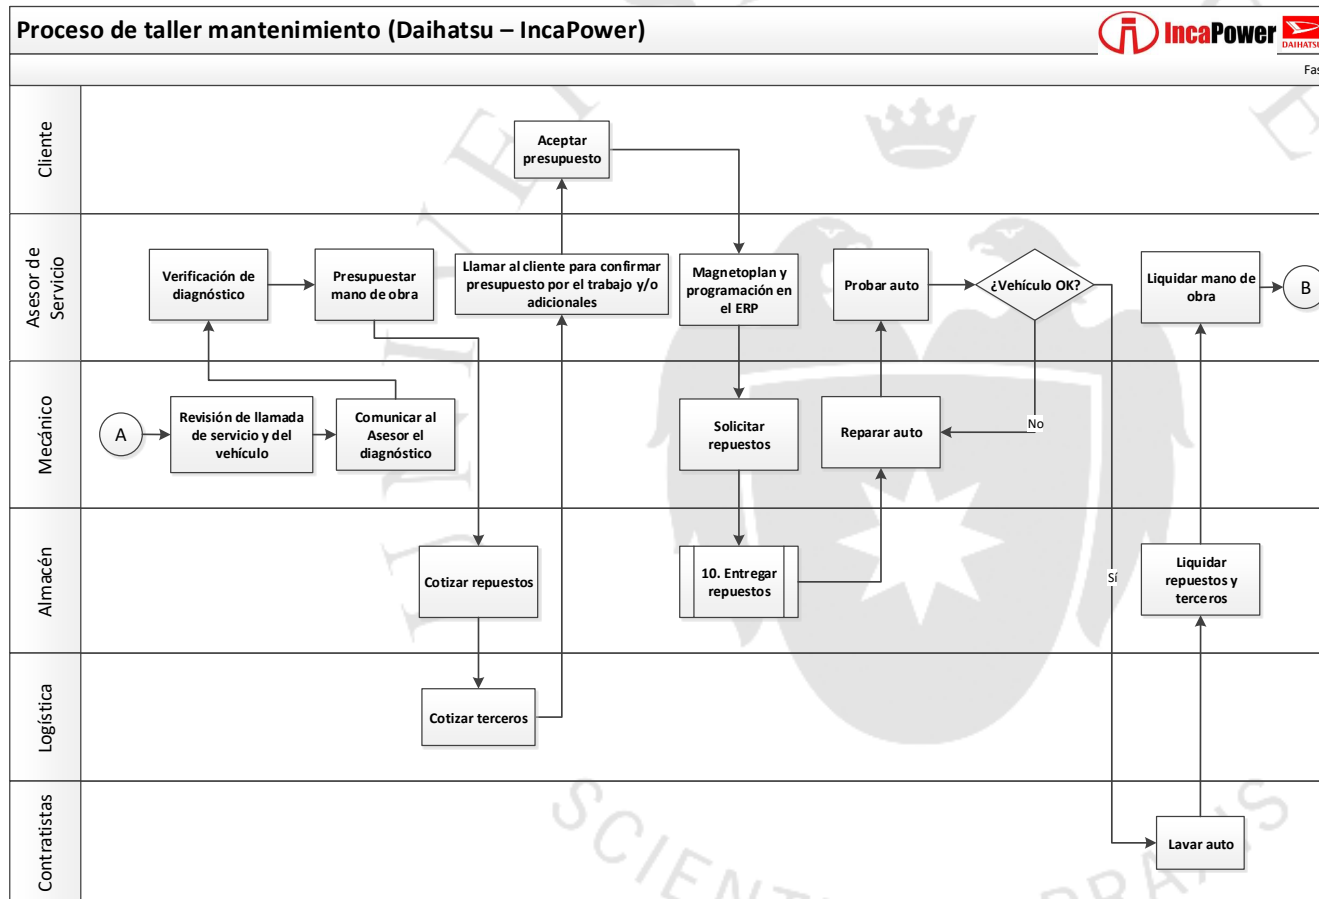 Proceso de taller mantenimiento (Daihatsu – IncaPower)
IncaPower
DAIHATSU
Fas
Cliente
Aceptar
presupuesto
Asesor de
Servicio
Verificación de
diagnóstico
Presupuestar
mano de obra
Llamar al cliente para confirmar
presupuesto por el trabajo y/o
adicionales
Magnetoplan y
programación en
el ERP
Probar auto
¿Vehículo OK?
Liquidar mano de
obra
B
Mecánico
A
Revisión de llamada
de servicio y del
vehículo
Comunicar al
Asesor el
diagnóstico
Solicitar
repuestos
Reparar auto
No
Almacén
Cotizar repuestos
10. Entregar
repuestos
Sí
Liquidar
repuestos y
terceros
Logística
Cotizar terceros
Contratistas
Lavar auto